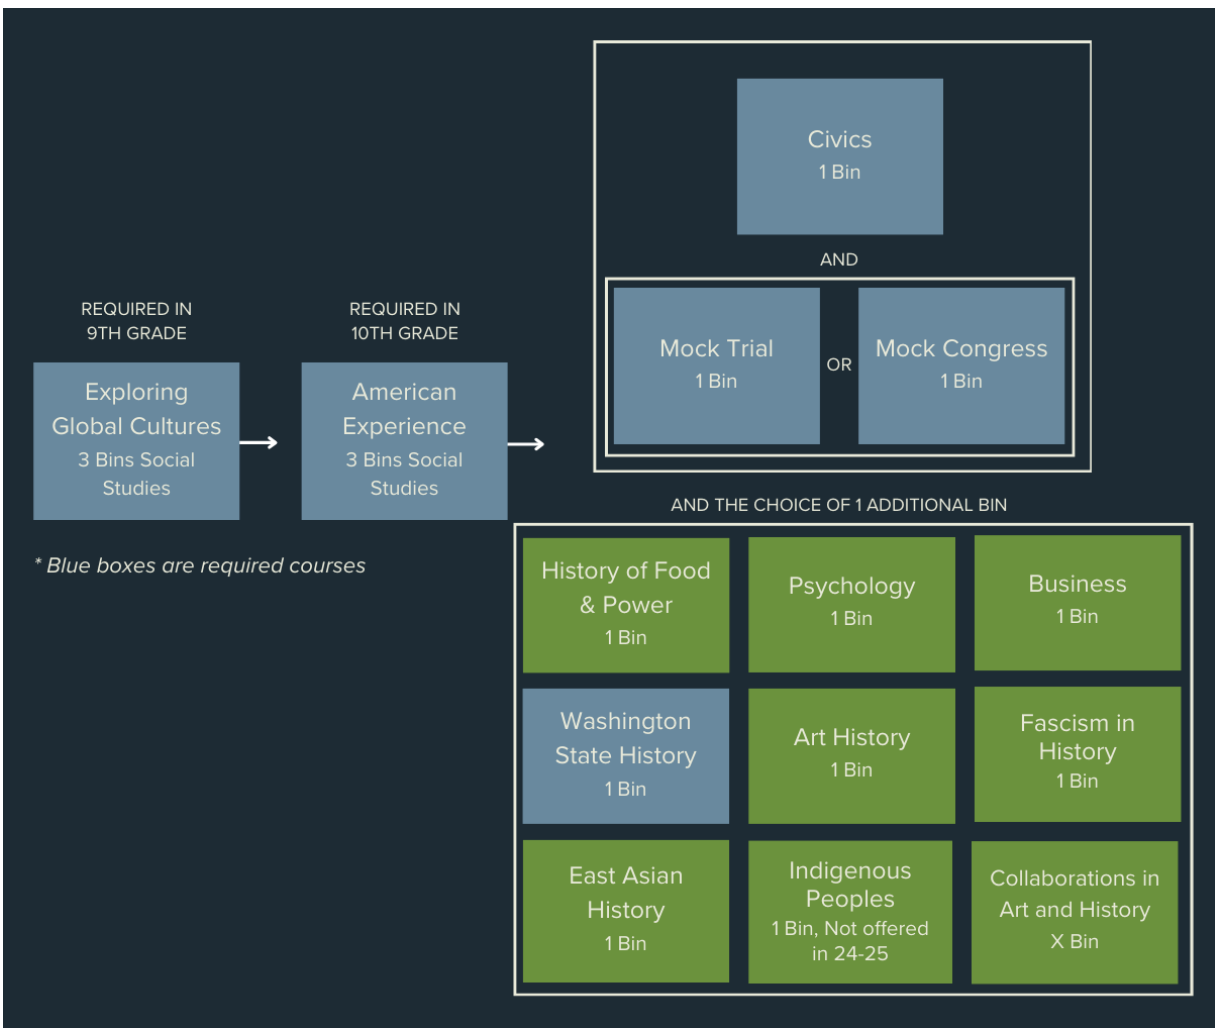 Civics
1 Bin
AND
Mock Trial
1 Bin
OR
Mock Congress
1 Bin
REQUIRED IN
9TH GRADE
Exploring
Global Cultures
3 Bins Social
Studies
REQUIRED IN
10TH GRADE
American
Experience
3 Bins Social
Studies
* Blue boxes are required courses
AND THE CHOICE OF 1 ADDITIONAL BIN
History of Food
& Power
1 Bin
Psychology
1 Bin
Business
1 Bin
Washington
State History
1 Bin
Art History
1 Bin
Fascism in
History
1 Bin
East Asian
History
1 Bin
Indigenous
Peoples
1 Bin, Not offered
in 24-25
Collaborations in
Art and History
X Bin